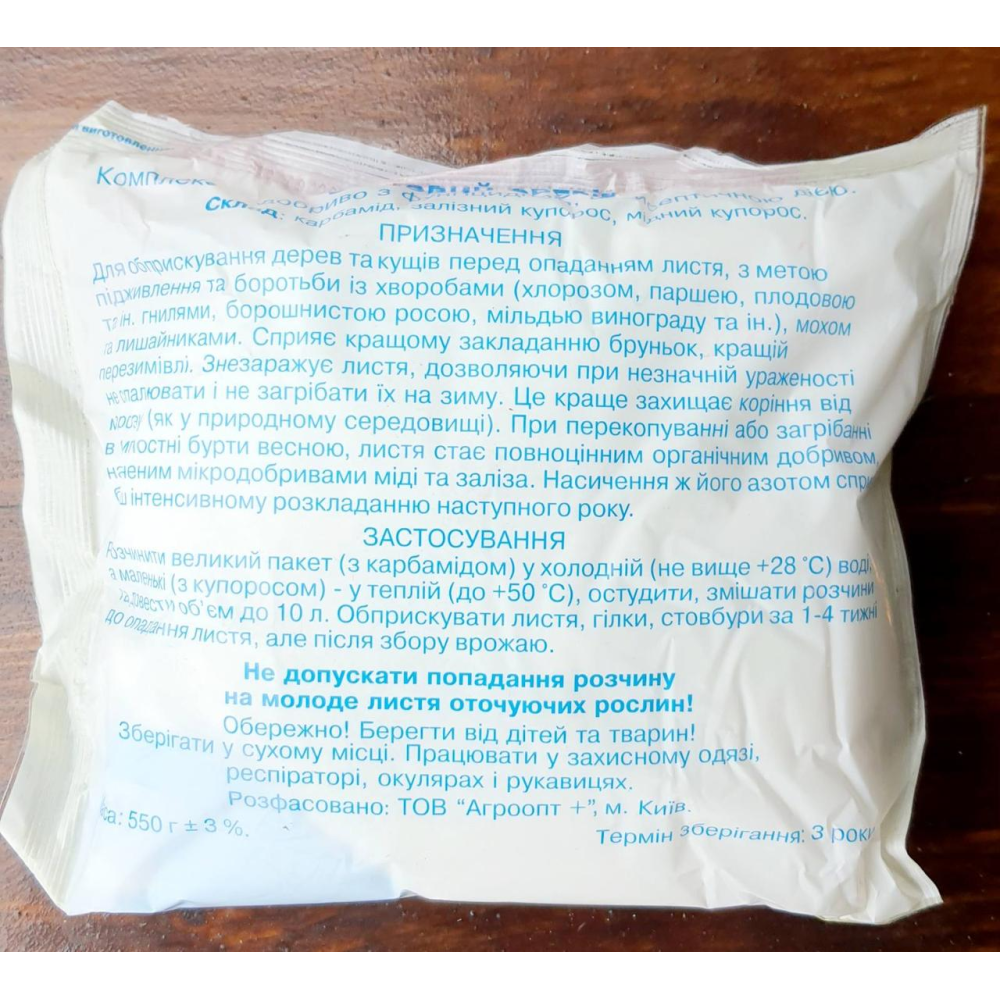 виготовлен
Комплекс
добриво з дією.
Склад: карбамід, залізний купорос, мідний купорос.
ПРИЗНАЧЕННЯ
Для обприскування дерев та кущів перед опаданням листя, з метою
підживлення та боротьби із хворобами (хлорозом, паршею, плодовою
та ін. гнилями, борошнистою росою, мільдью винограду та ін.), мохом
та лишайниками. Сприяє кращому закладанню бруньок, кращій
перезимівлі. Знезаражує листя, дозволяючи при незначній ураженості
не спалювати і не загрібати їх на зиму. Це краще захищає коріння від
морозу (як у природному середовищі). При перекопуванні або загрібанні
в компостні бурти весною, листя стає повноцінним органічним добривом,
неним мікродобривами міді та заліза. Насичення ж його азотом спри
інтенсивному розкладанню наступного року.
ЗАСТОСУВАННЯ
Розчинити великий пакет (з карбамідом) у холодній (не вище +28 °С) воді,
а маленькі (з купоросом) - у теплій (до +50 °С), остудити, змішати розчини
та довести об'єм до 10 л. Обприскувати листя, гілки, стовбури за 1-4 тижні
до опадання листя, але після збору врожаю.
Не допускати попадання розчину
на молоде листя оточуючих рослин!
Обережно! Берегти від дітей та тварин!
Зберігати у сухому місці. Працювати у захисному одязі,
респіраторі, окулярах і рукавицях.
Розфасовано: ТОВ "Агроопт +", м. Київ.
са: 550 г ± 3 %.
Термін зберігання: 3 роки